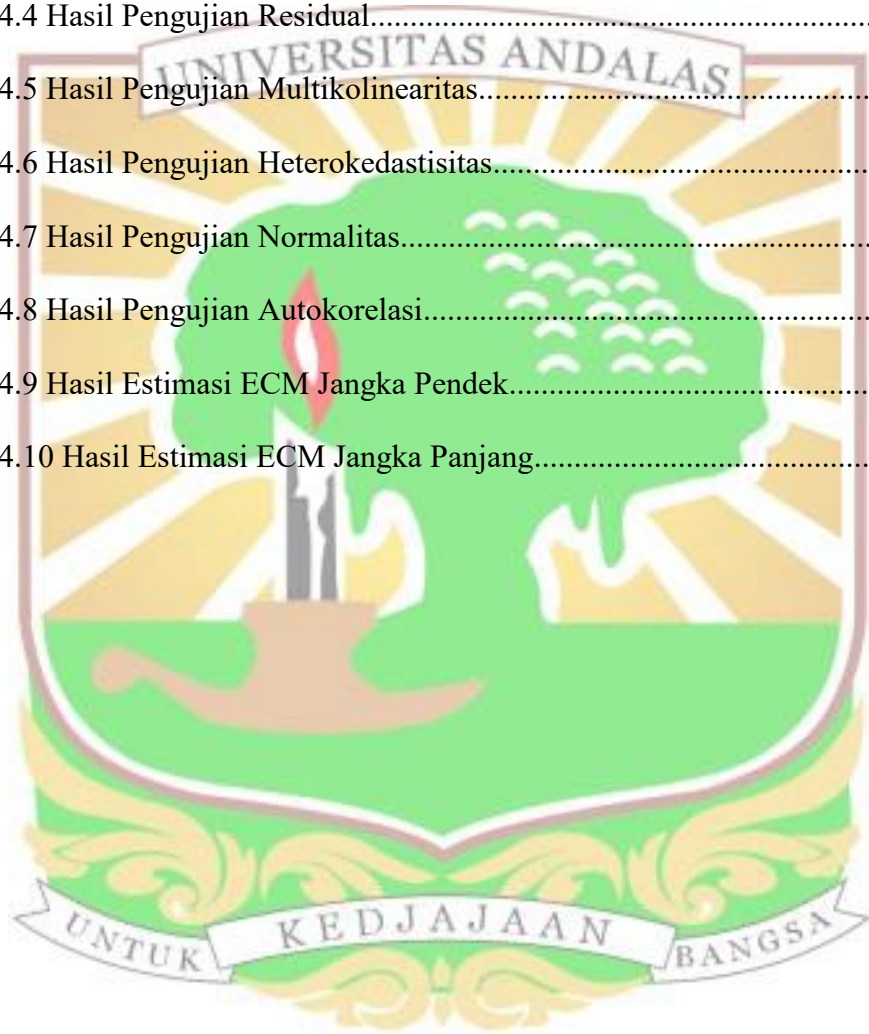 4.4 Hasil Pengujian Residual........................................................................
UNIVERSITAS ANDALAS
4.5 Hasil Pengujian Multikolinearitas........................................................
4.6 Hasil Pengujian Heterokedastisitas......................................................
4.7 Hasil Pengujian Normalitas...................................................................
4.8 Hasil Pengujian Autokorelasi................................................................
4.9 Hasil Estimasi ECM Jangka Pendek.....................................................
4.10 Hasil Estimasi ECM Jangka Panjang.................................................
UNTUK KEDJAJAAN BANGSA